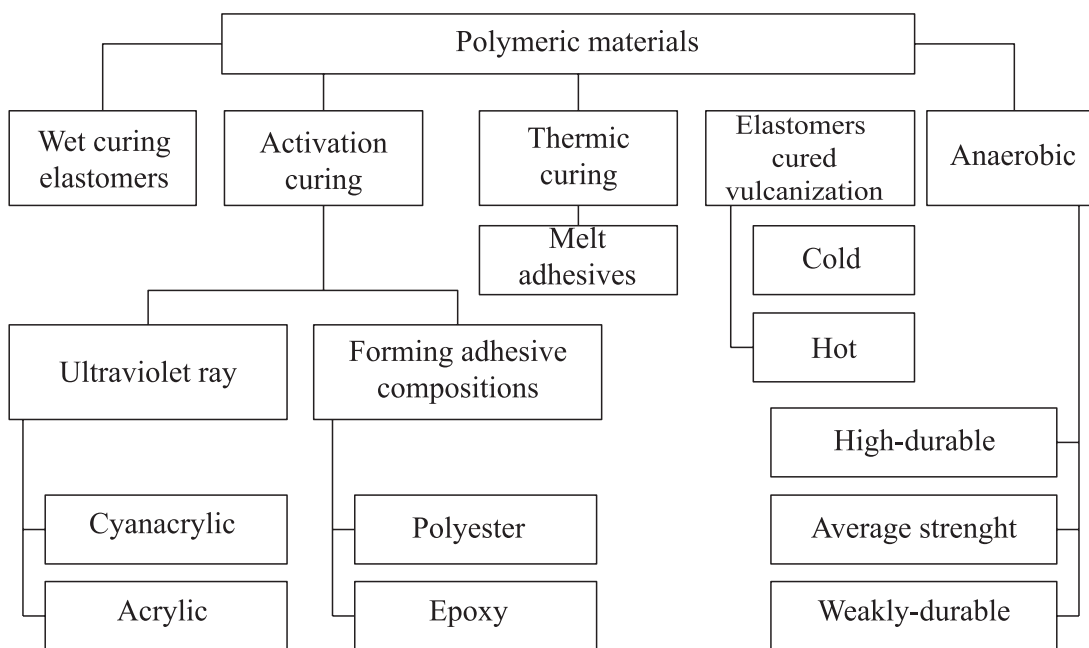 Polymeric materials
Wet curing
elastomers
Activation
curing
Thermic
curing
Elastomers
cured
vulcanization
Anaerobic
Melt
adhesives
Cold
Hot
Ultraviolet ray
Forming adhesive
compositions
High-durable
Cyanacrylic
Polyester
Average strenght
Acrylic
Epoxy
Weakly-durable